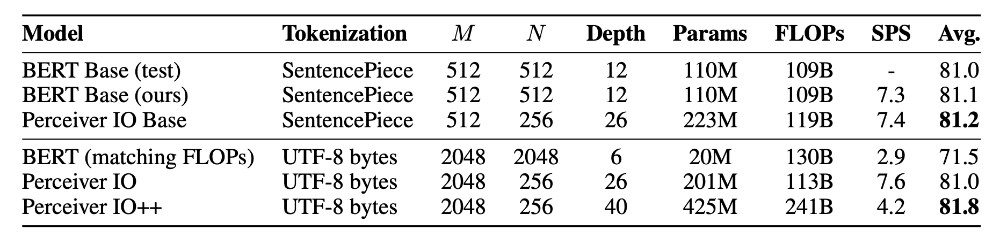 Model Tokenization M N Depth Params FLOPs SPS Avg.
BERT Base (test) SentencePiece 512 512 12 110M 109B - 81.0
BERT Base (ours) SentencePiece 512 512 12 110M 109B 7.3 81.1
Perceiver IO Base SentencePiece 512 256 26 223M 119B 7.4 81.2
BERT (matching FLOPs) UTF-8 bytes 2048 2048 6 20M 130B 2.9 71.5
Perceiver IO UTF-8 bytes 2048 256 26 201M 113B 7.6 81.0
Perceiver IO++ UTF-8 bytes 2048 256 40 425M 241B 4.2 81.8